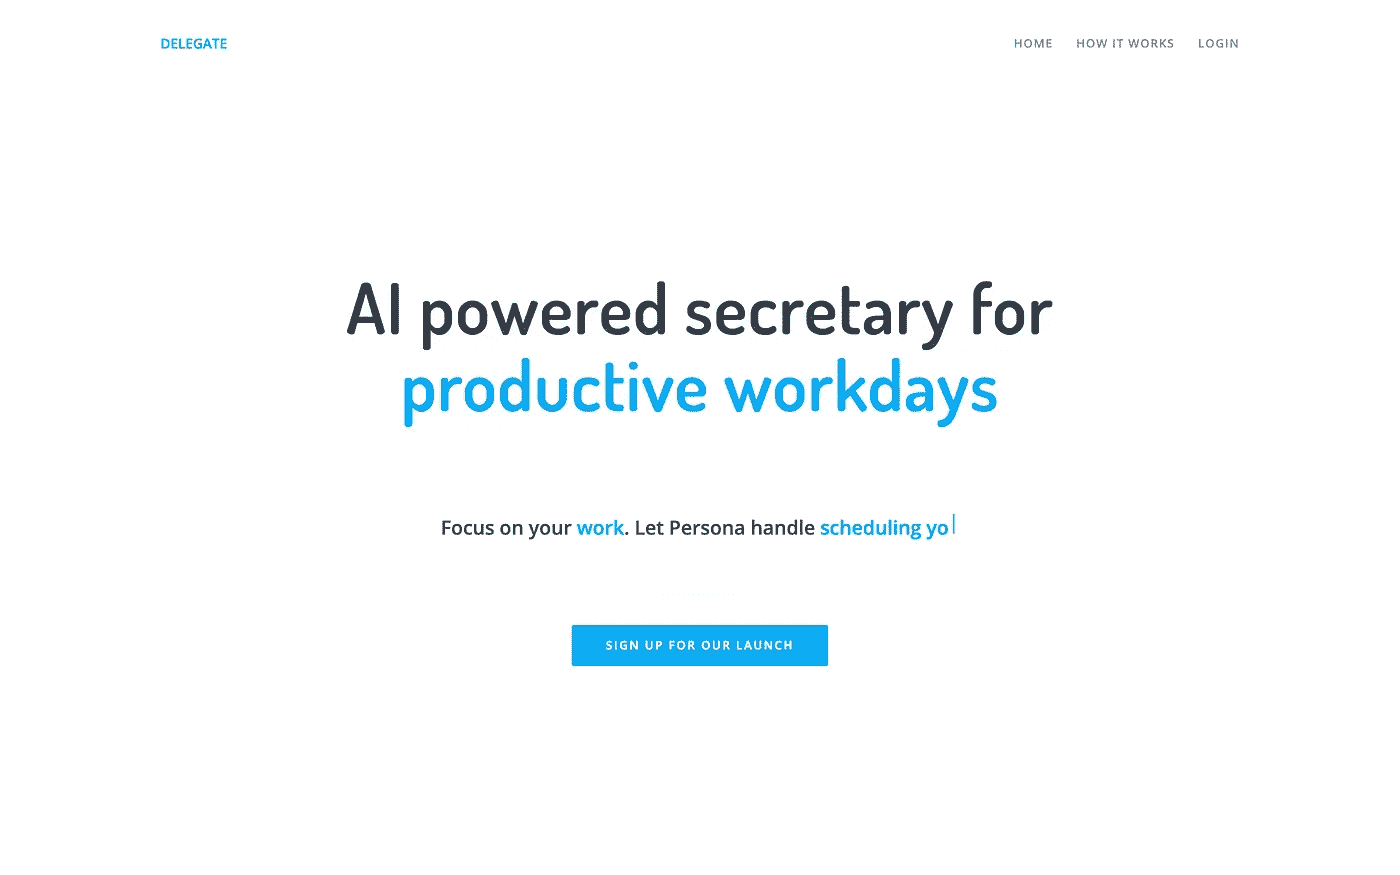 DELEGATE
HOME HOW IT WORKS LOGIN
AI powered secretary for
productive workdays
Focus on your work. Let Persona handle scheduling yo
SIGN UP FOR OUR LAUNCH